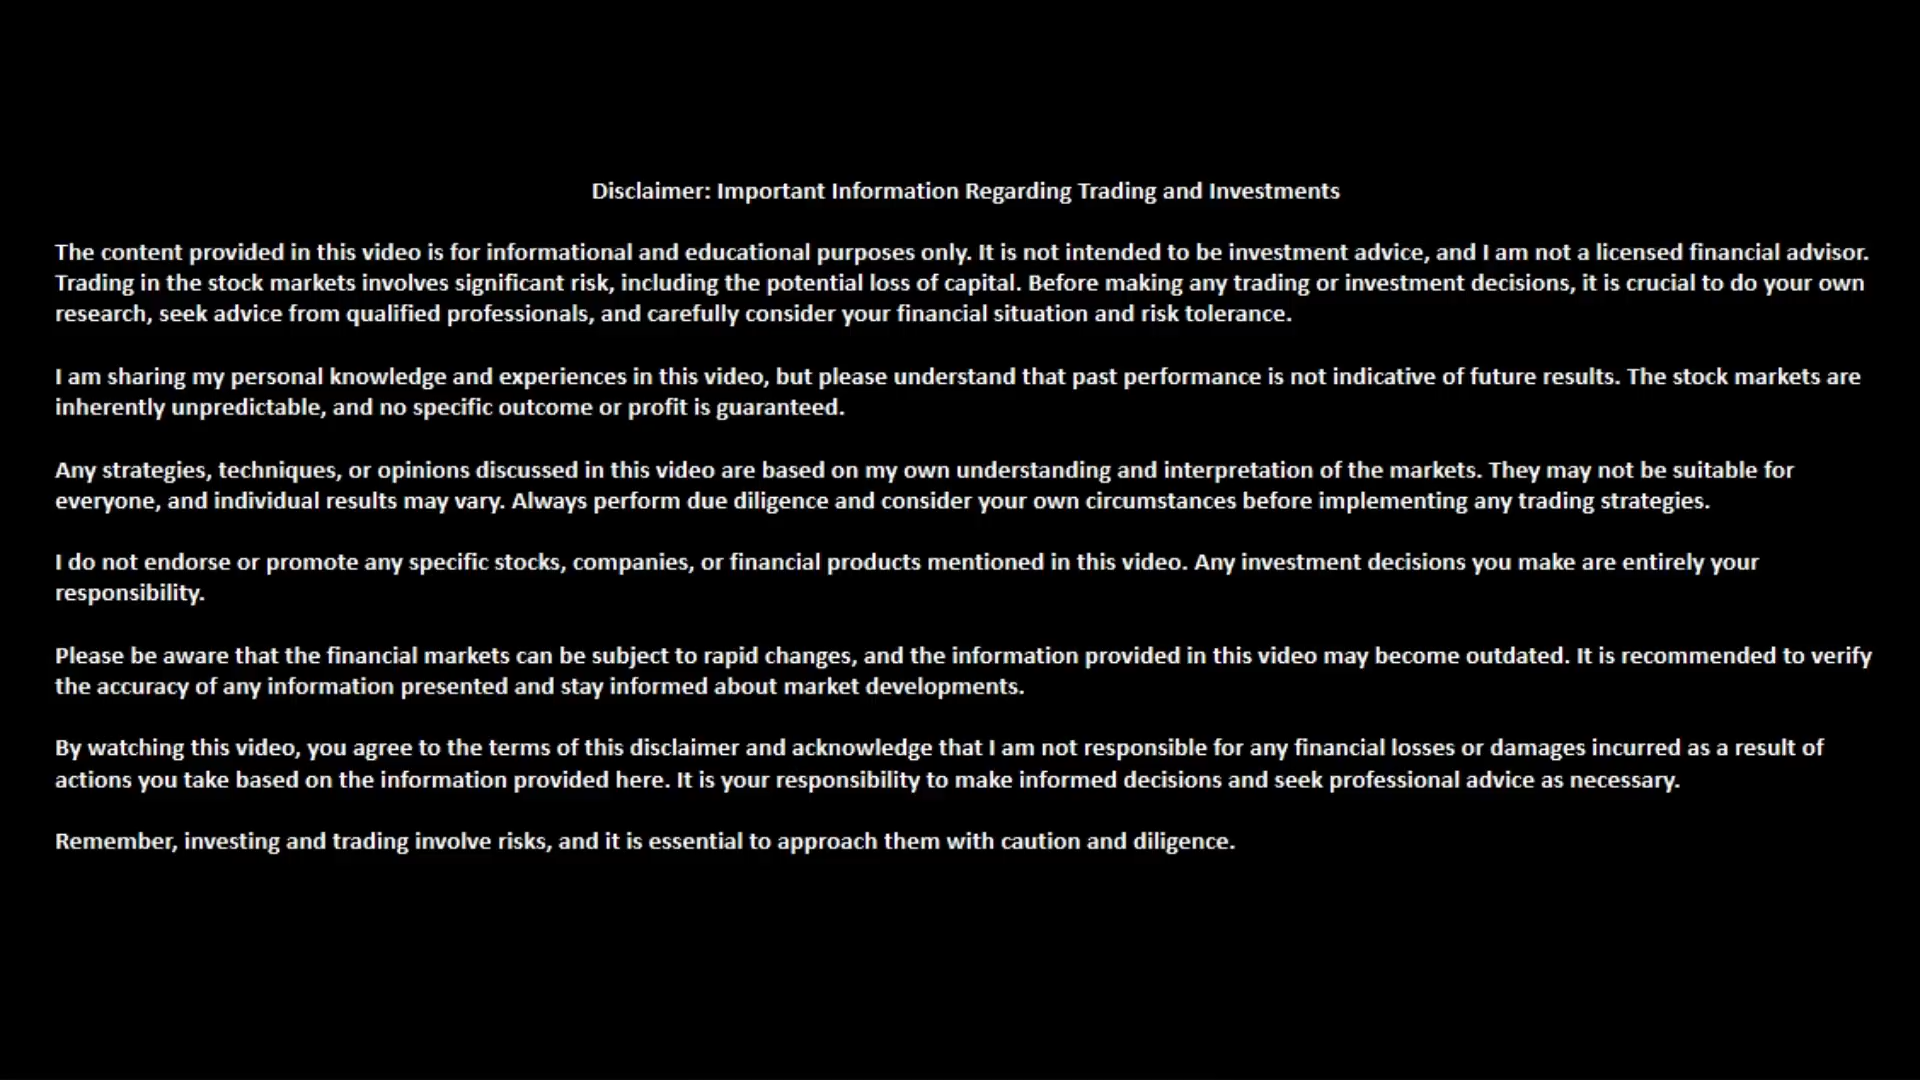 Disclaimer: Important Information Regarding Trading and Investments
The content provided in this video is for informational and educational purposes only. It is not intended to be investment advice, and I am not a licensed financial advisor.
Trading in the stock markets involves significant risk, including the potential loss of capital. Before making any trading or investment decisions, it is crucial to do your own
research, seek advice from qualified professionals, and carefully consider your financial situation and risk tolerance.
I am sharing my personal knowledge and experiences in this video, but please understand that past performance is not indicative of future results. The stock markets are
inherently unpredictable, and no specific outcome or profit is guaranteed.
Any strategies, techniques, or opinions discussed in this video are based on my own understanding and interpretation of the markets. They may not be suitable for
everyone, and individual results may vary. Always perform due diligence and consider your own circumstances before implementing any trading strategies.
I do not endorse or promote any specific stocks, companies, or financial products mentioned in this video. Any investment decisions you make are entirely your
responsibility.
Please be aware that the financial markets can be subject to rapid changes, and the information provided in this video may become outdated. It is recommended to verify
the accuracy of any information presented and stay informed about market developments.
By watching this video, you agree to the terms of this disclaimer and acknowledge that I am not responsible for any financial losses or damages incurred as a result of
actions you take based on the information provided here. It is your responsibility to make informed decisions and seek professional advice as necessary.
Remember, investing and trading involve risks, and it is essential to approach them with caution and diligence.